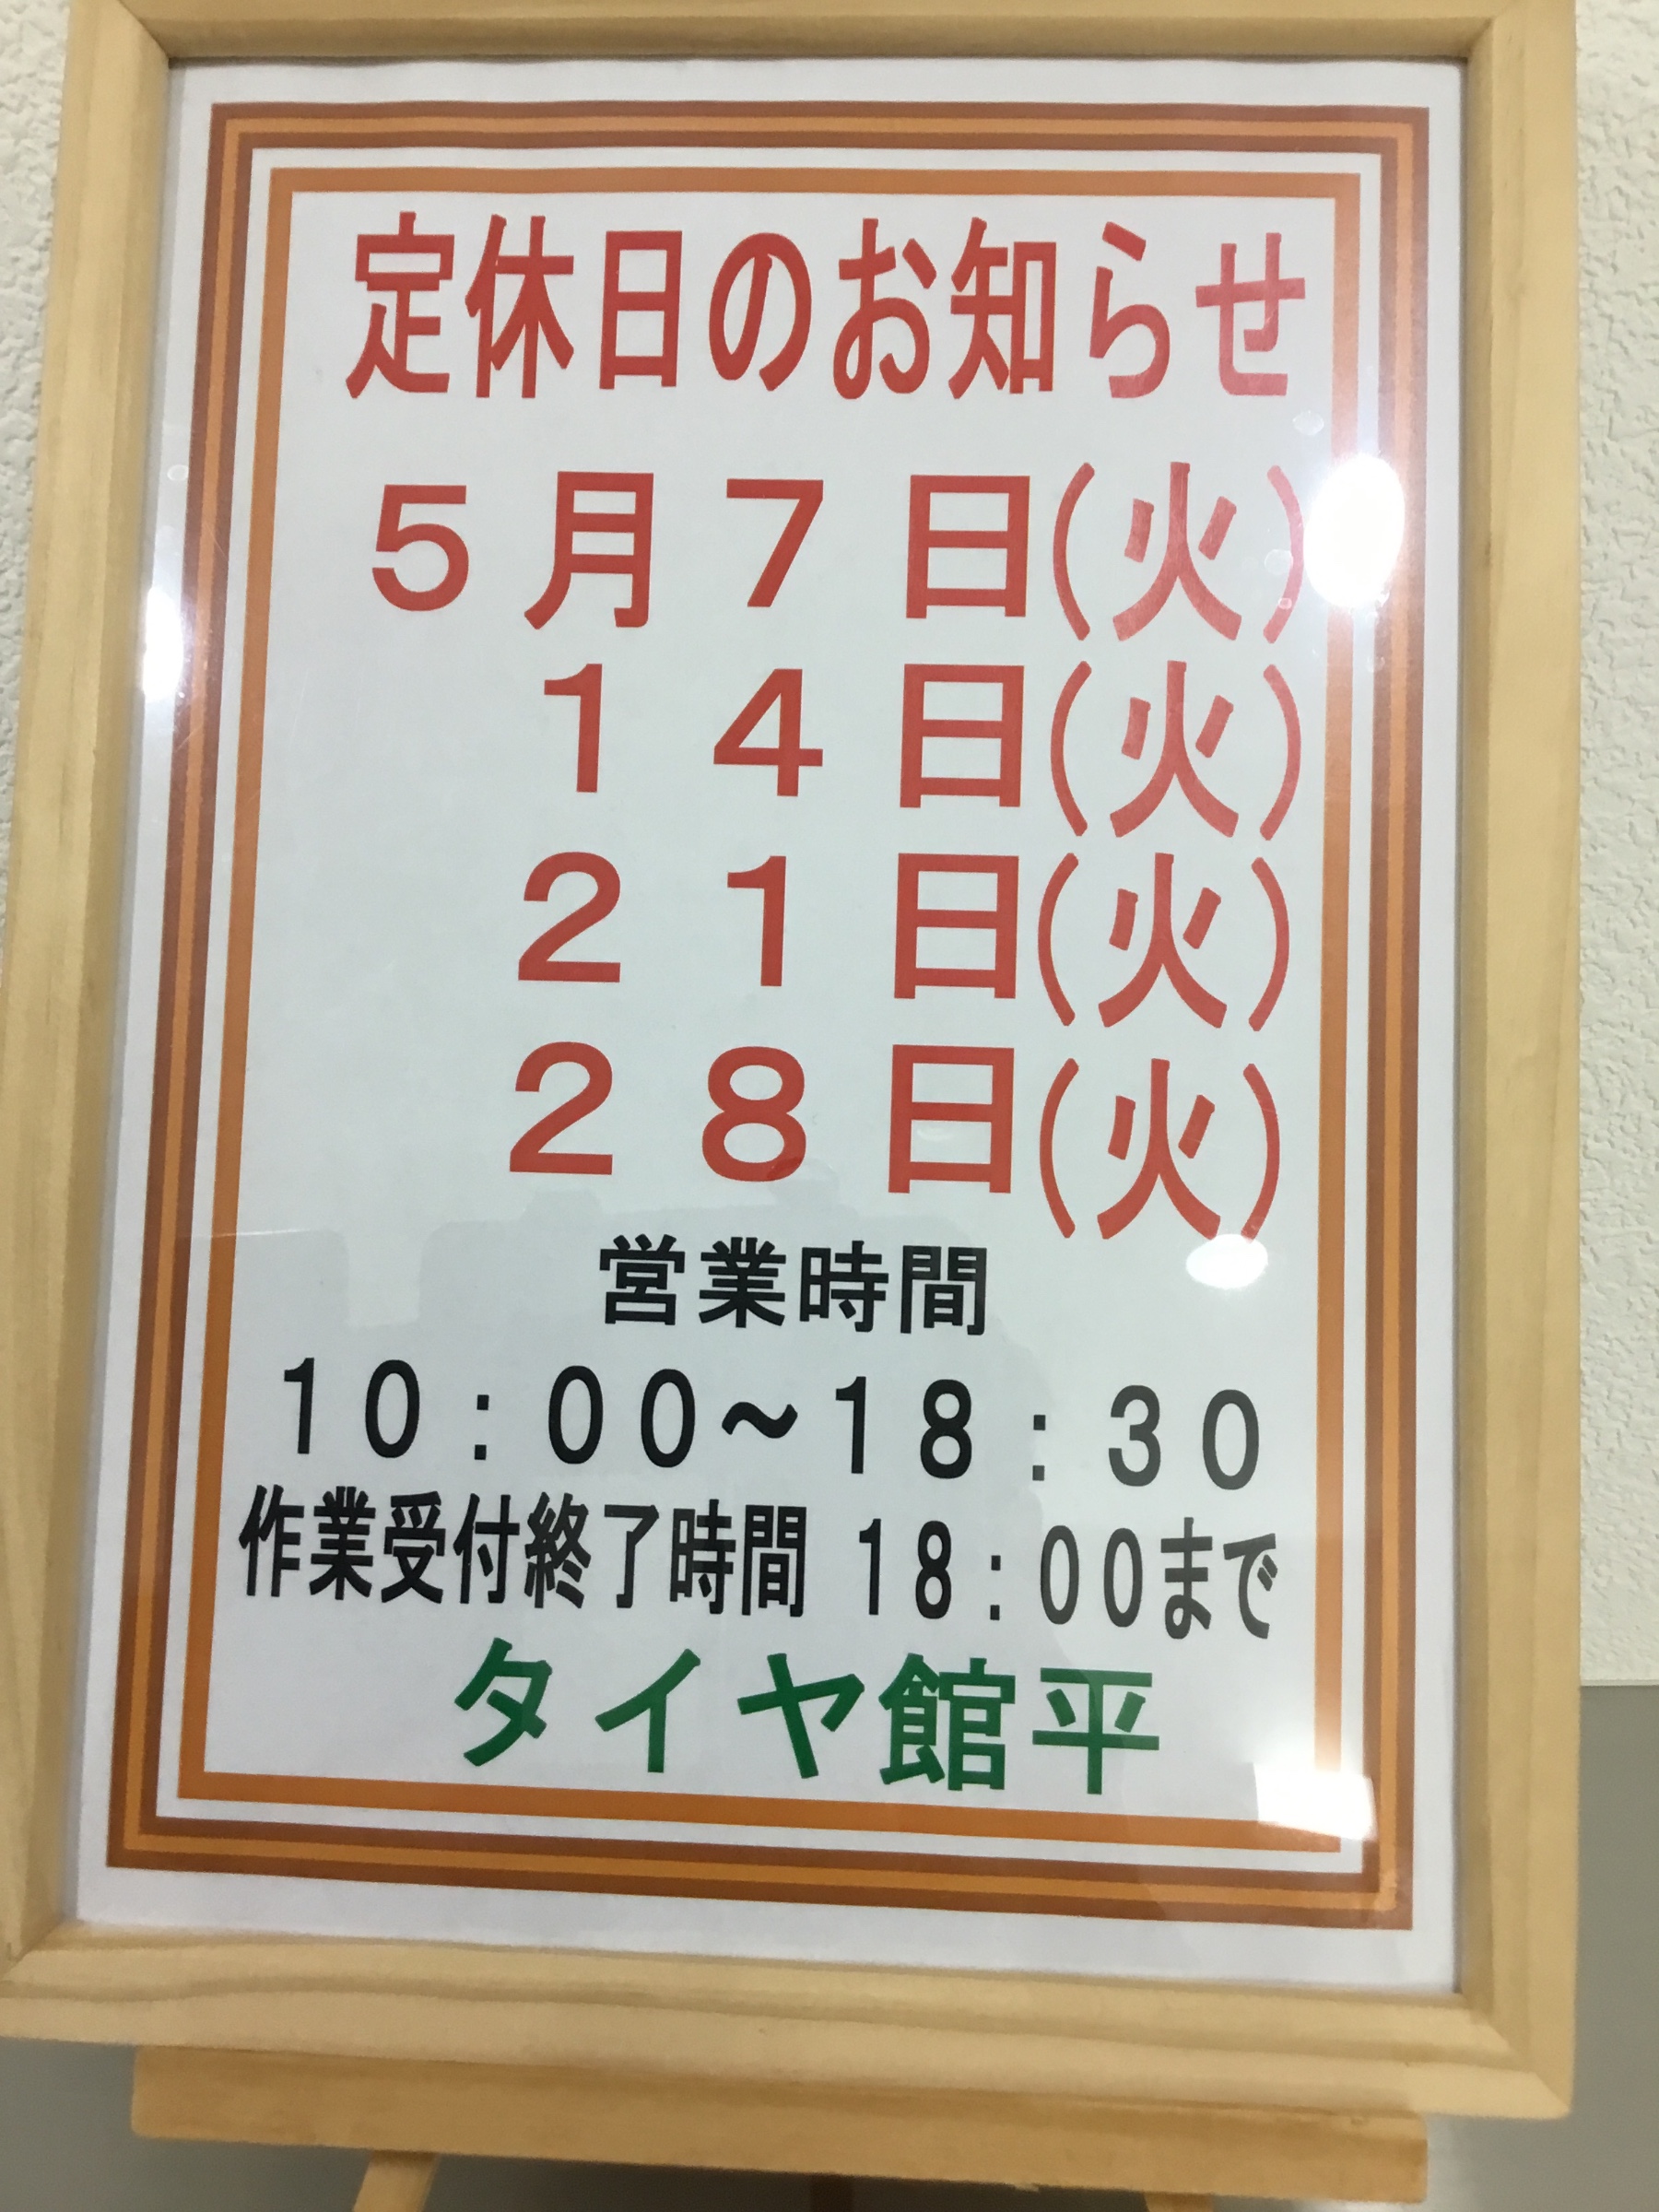 定休日のお知らせ
５月７日(火)
１４日(火)
２１日(火)
２８日(火)
営業時間
１０：００～１８：３０
作業受付終了時間 １８：００まで
タイヤ館平